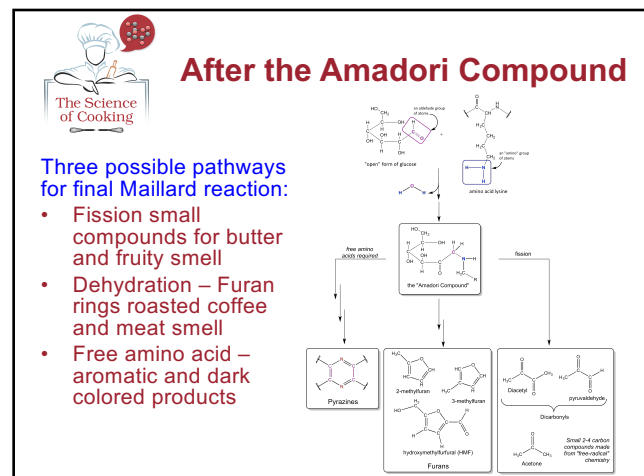 The Science
of Cooking
After the Amadori Compound
Three possible pathways
for final Maillard reaction:
• Fission small
compounds for butter
and fruity smell
• Dehydration – Furan
rings roasted coffee
and meat smell
• Free amino acid –
aromatic and dark
colored products
an aldehyde group
of atoms
"open" form of glucose
+
an "amino" group
of atoms
amino acid lysine
free amino
acids required
the "Amadori Compound"
fission
Pyrazines
2-methylfuran
3-methylfuran
hydroxymethylfurfural (HMF)
Furans
Diacetyl
pyruvaldehyde
Dicarbonyls
Acetone
Small 2-4 carbon
compounds made
from "free-radical"
chemistry